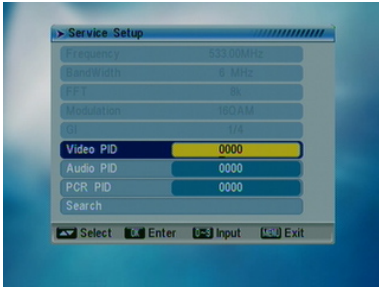 Service Setup
Frequency 533.00MHz
BandWidth 6 MHz
FFT 8k
Modulation 16QAM
GI 1/4
Video PID 0000
Audio PID 0000
PCR PID 0000
Search
Select OK Enter 0~9 Input MENU Exit